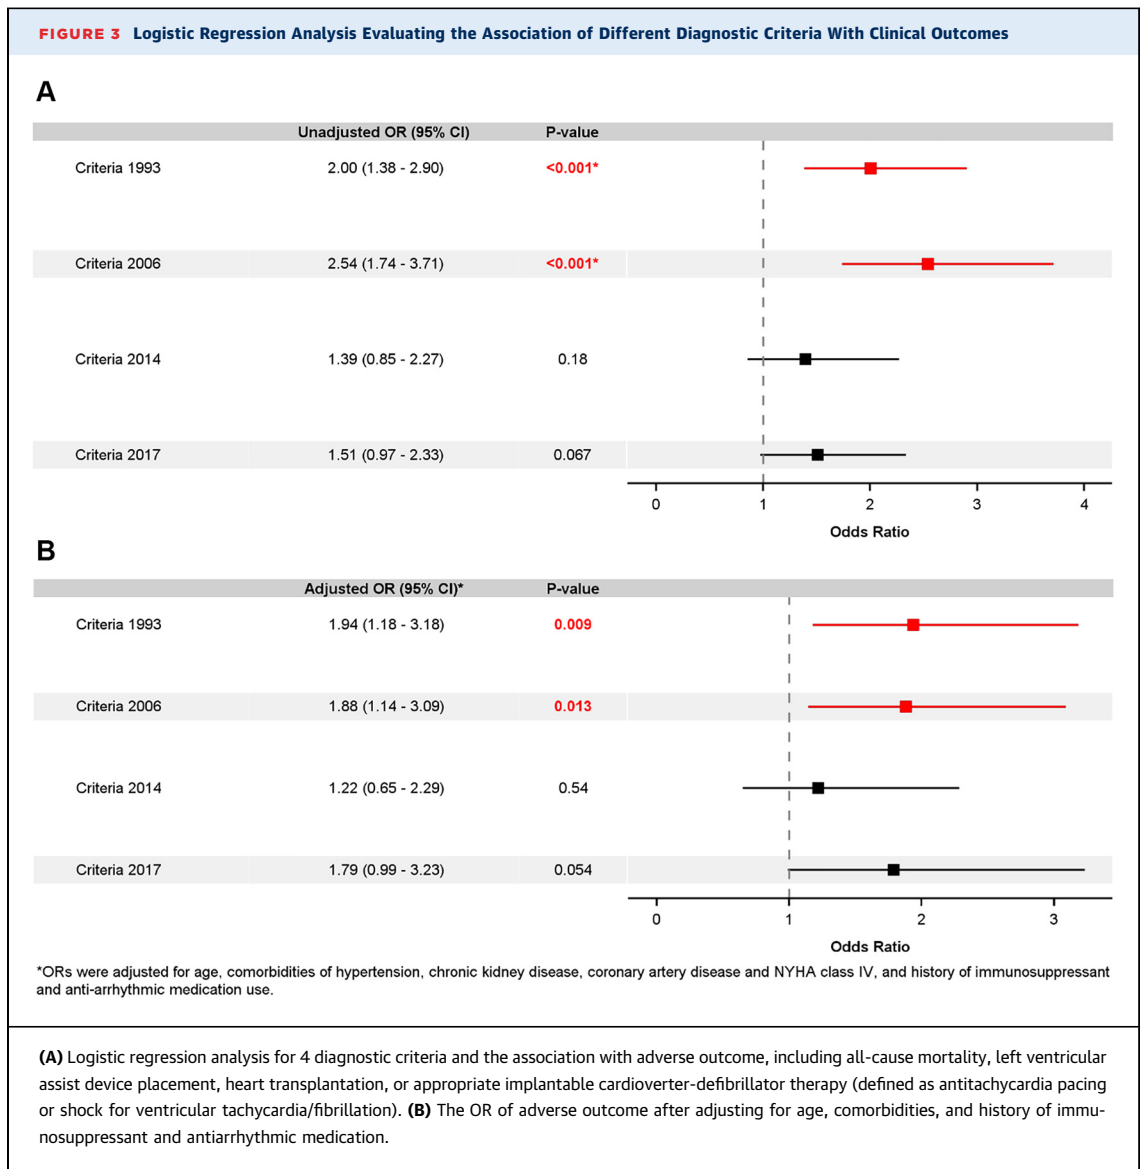 FIGURE 3 Logistic Regression Analysis Evaluating the Association of Different Diagnostic Criteria With Clinical Outcomes
A
Unadjusted OR (95% CI) P-value
Criteria 1993 2.00 (1.38 - 2.90) <0.001*
Criteria 2006 2.54 (1.74 - 3.71) <0.001*
Criteria 2014 1.39 (0.85 - 2.27) 0.18
Criteria 2017 1.51 (0.97 - 2.33) 0.067
0 1 2 3 4
Odds Ratio
B
Adjusted OR (95% CI)* P-value
Criteria 1993 1.94 (1.18 - 3.18) 0.009
Criteria 2006 1.88 (1.14 - 3.09) 0.013
Criteria 2014 1.22 (0.65 - 2.29) 0.54
Criteria 2017 1.79 (0.99 - 3.23) 0.054
0 1 2 3
Odds Ratio
*ORs were adjusted for age, comorbidities of hypertension, chronic kidney disease, coronary artery disease and NYHA class IV, and history of immunosuppressant
and anti-arrhythmic medication use.
(A) Logistic regression analysis for 4 diagnostic criteria and the association with adverse outcome, including all-cause mortality, left ventricular
assist device placement, heart transplantation, or appropriate implantable cardioverter-defibrillator therapy (defined as antitachycardia pacing
or shock for ventricular tachycardia/fibrillation). (B) The OR of adverse outcome after adjusting for age, comorbidities, and history of immu-
nosuppressant and antiarrhythmic medication.